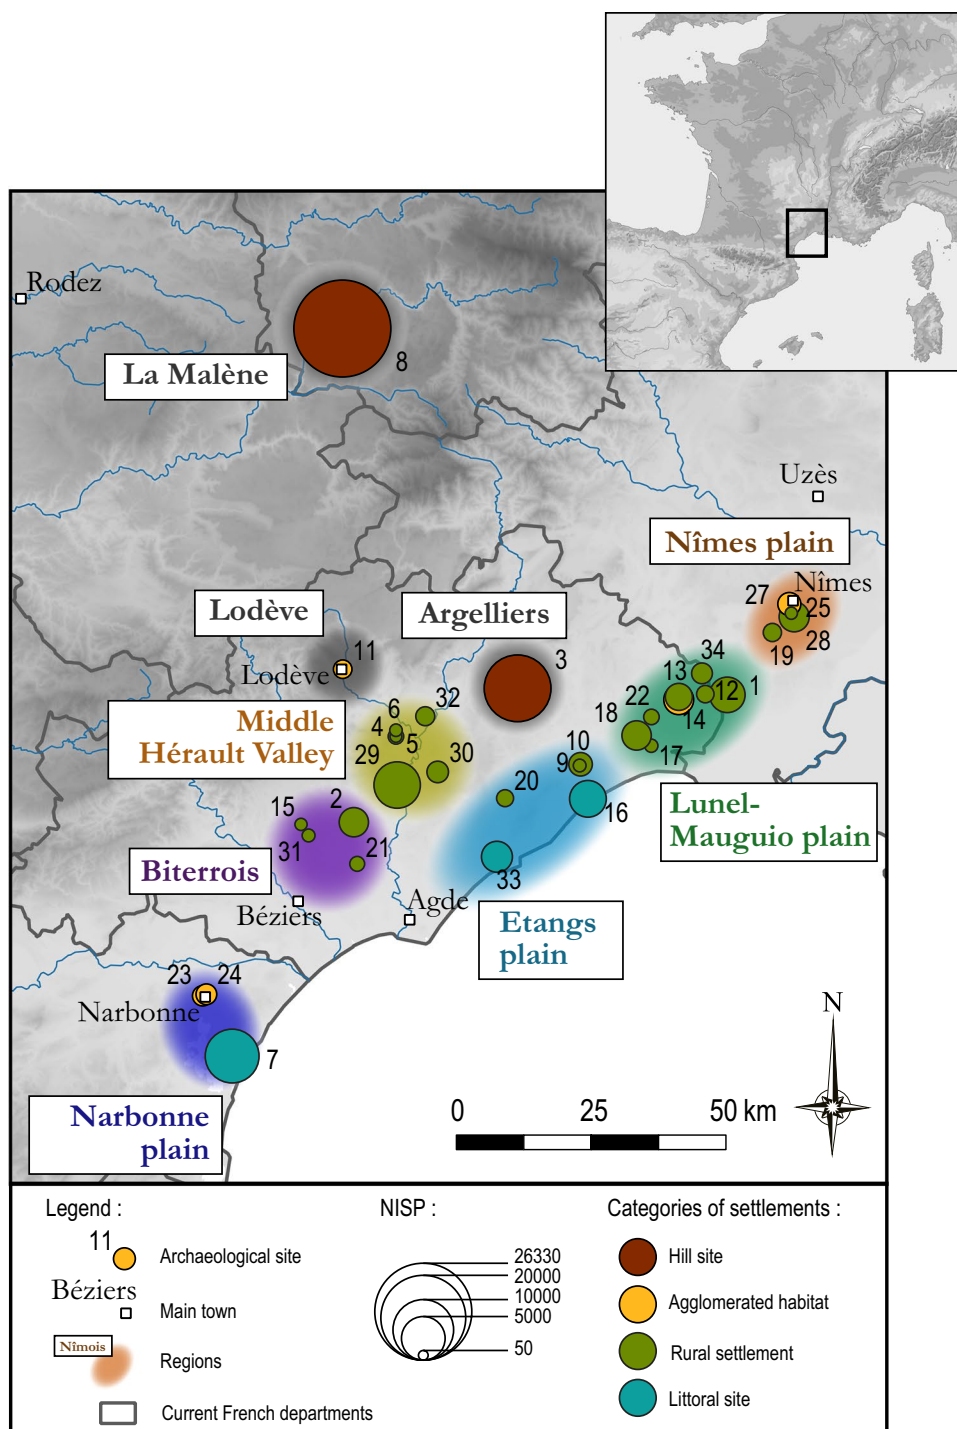 Rodez
8
La Malène
Uzès
Nîmes plain
Nîmes
27
25
28
19
Lodève
Argelliers
11
Lodève
3
34
13
12
1
14
22
18
17
6
4
5
32
Middle
Hérault Valley
29
30
10
9
20
16
Lunel-
Mauguio plain
15
2
31
21
Biterrois
33
Béziers
Agde
Etangs
plain
23
24
Narbonne
7
N
Narbonne
plain
0 25 50 km
Legend :
11
Archaeological site
Béziers
Main town
Nîmois
Regions
Current French departments
NISP :
26330
20000
10000
5000
50
Categories of settlements :
Hill site
Agglomerated habitat
Rural settlement
Littoral site